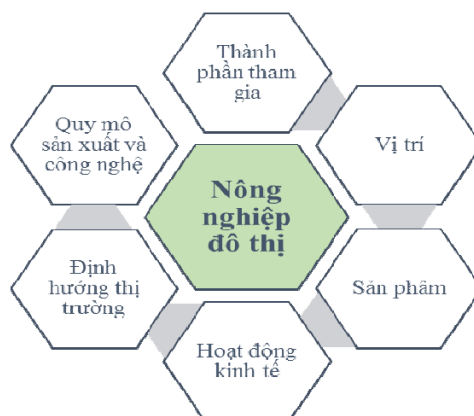 Thành
phần tham
gia
Quy mô
sản xuất và
công nghệ
Vị trí
Nông
nghiệp
đô thị
Định
hướng thị
trường
Sản phẩm
Hoạt động
kinh tế